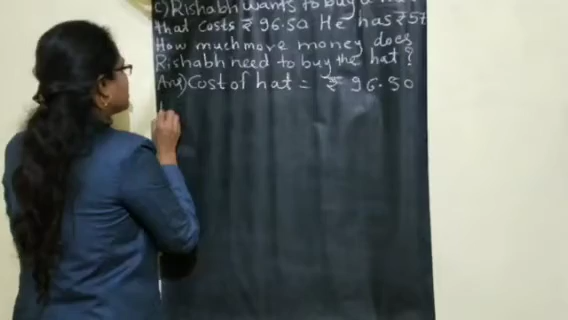 c) Rishabh wants to buy a
that costs ₹ 96.50 He has ₹ 57
How much more money does
Rishabh need to buy the hat ?
Ans) Cost of hat = ₹ 96.50